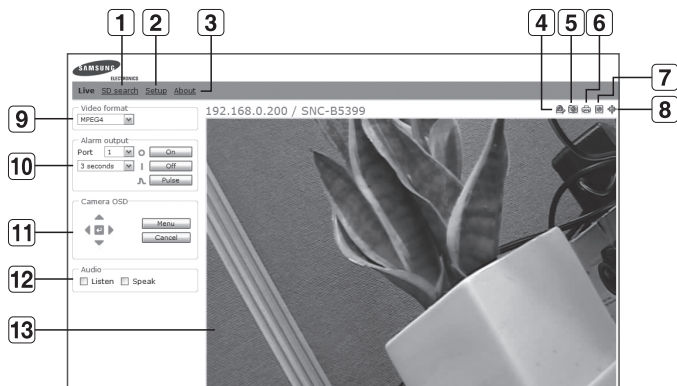 1 2 3 4 5 6
SAMSUNG
ELECTRONICS
7
Live SD search Setup About
8
192.168.0.200 / SNC-B5399
Video format
9
MPEG4
Alarm output
Port 1 On
10
3 seconds Off
Pulse
Camera OSD
Menu
11
Cancel
Audio
12
Listen Speak
13